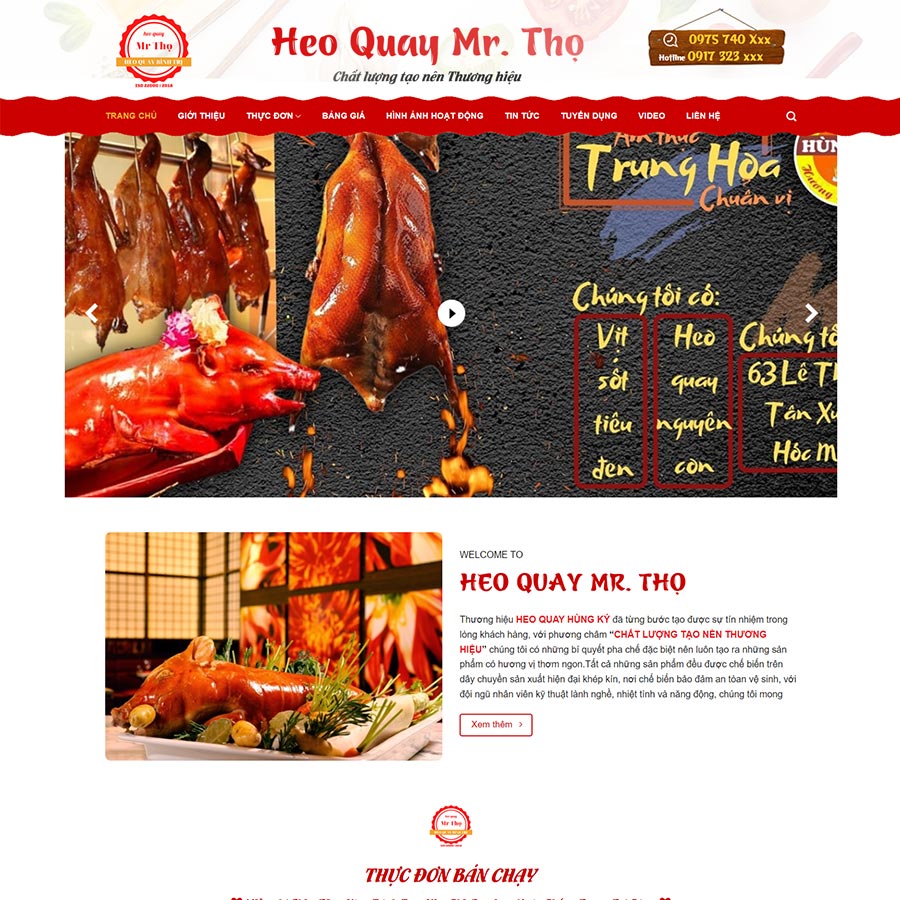 heo quay
Mr Thọ
HEO QUAY BÌNH TRỊ
ISO 22000 : 2018
Heo Quay Mr. Thọ
Chất lượng tạo nên Thương hiệu
0975 740 Xxx
Hotline 0917 323 xxx
TRANG CHỦ GIỚI THIỆU THỰC ĐƠN BẢNG GIÁ HÌNH ẢNH HOẠT ĐỘNG TIN TỨC TUYỂN DỤNG VIDEO LIÊN HỆ
Ẩm thực
Trung Hoa
Chuẩn vị
HÙN
Hương
Chúng tôi có:
Vịt
sốt
tiêu
đen
Heo
quay
nguyên
con
Chúng tô
63 Lê T
Tân Xu
Hóc M
WELCOME TO
HEO QUAY MR. THỌ
Thương hiệu HEO QUAY HÙNG KÝ đã từng bước tạo được sự tín nhiệm trong
lòng khách hàng, với phương châm “CHẤT LƯỢNG TẠO NÊN THƯƠNG
HIỆU” chúng tôi có những bí quyết pha chế đặc biệt nên luôn tạo ra những sản
phẩm có hương vị thơm ngon.Tất cả những sản phẩm đều được chế biến trên
dây chuyền sản xuất hiện đại khép kín, nơi chế biến bảo đảm an tòan vệ sinh, với
đội ngũ nhân viên kỹ thuật lành nghề, nhiệt tình và năng động, chúng tôi mong
Xem thêm
heo quay
Mr Thọ
THỰC ĐƠN BÁN CHẠY